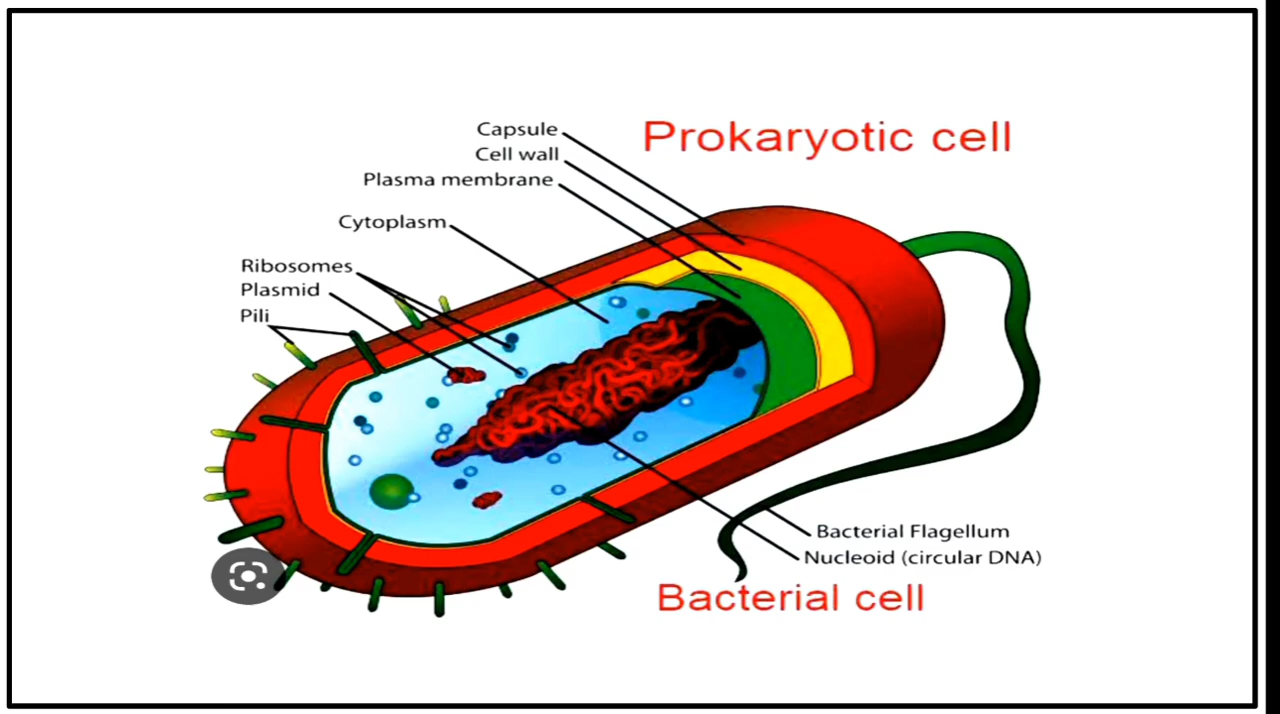 Capsule
Prokaryotic cell
Cell wall
Plasma membrane
Cytoplasm
Ribosomes
Plasmid
Pili
Bacterial Flagellum
Nucleoid (circular DNA)
Bacterial cell